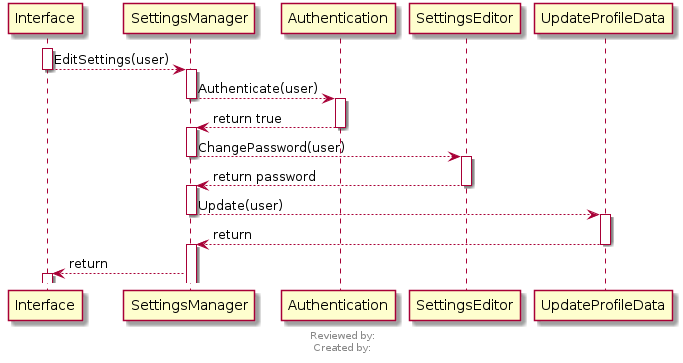 Interface SettingsManager Authentication SettingsEditor UpdateProfileData
EditSettings(user)
Authenticate(user)
return true
ChangePassword(user)
return password
Update(user)
return
return
Interface SettingsManager Authentication SettingsEditor UpdateProfileData
Reviewed by:
Created by: